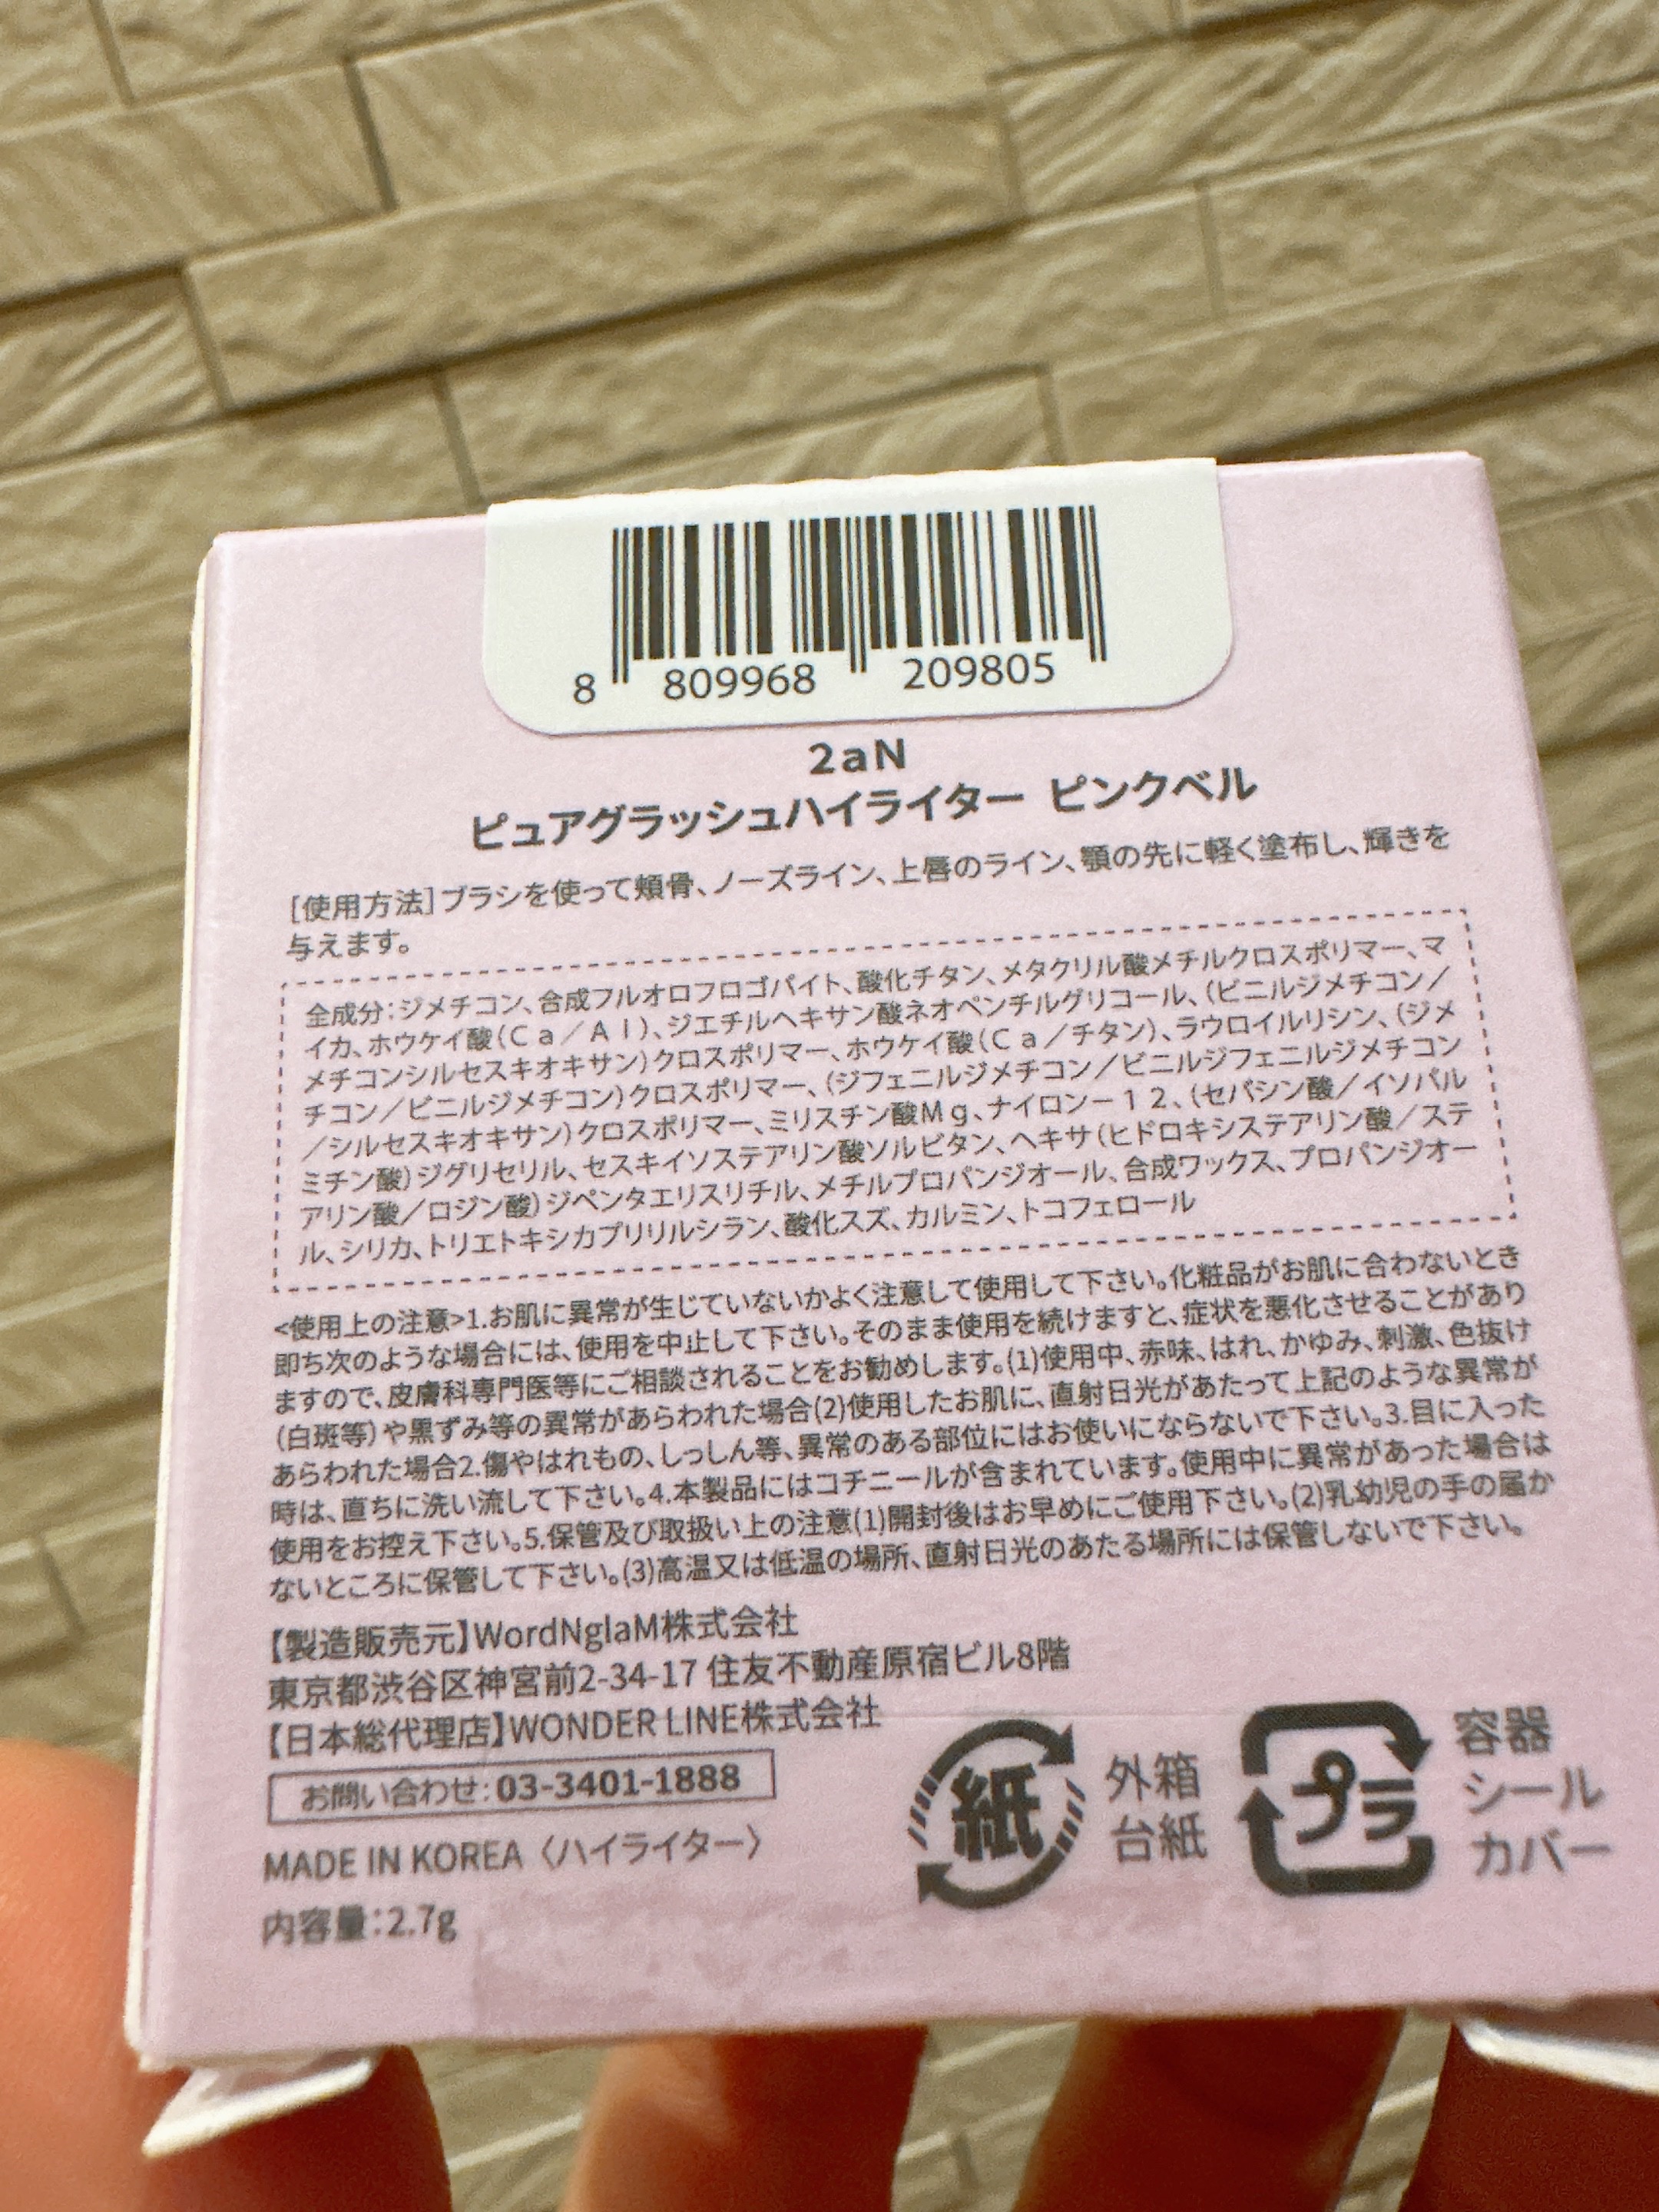 8 809968 209805
2aN
ピュアグラッシュハイライター ピンクベル
[使用方法]ブラシを使って頬骨、ノーズライン、上唇のライン、顎の先に軽く塗布し、輝きを
与えます。
全成分:ジメチコン、合成フルオロフロゴパイト、酸化チタン、メタクリル酸メチルクロスポリマー、マ
イカ、ホウケイ酸(Ca/Al)、ジエチルヘキサン酸ネオペンチルグリコール、(ビニルジメチコン/
メチコンシルセスキオキサン)クロスポリマー、ホウケイ酸(Ca/チタン)、ラウロイルリシン、(ジメ
チコン/ビニルジメチコン)クロスポリマー、(ジフェニルジメチコン/ビニルジフェニルジメチコン
/シルセスキオキサン)クロスポリマー、ミリスチン酸Mg、ナイロンー12、(セバシン酸/イソパル
ミチン酸)ジグリセリル、セスキイソステアリン酸ソルビタン、ヘキサ(ヒドロキシステアリン酸/ステ
アリン酸/ロジン酸)ジペンタエリスリチル、メチルプロパンジオール、合成ワックス、プロパンジオー
ル、シリカ、トリエトキシカプリリルシラン、酸化スズ、カルミン、トコフェロール
<使用上の注意>1.お肌に異常が生じていないかよく注意して使用して下さい。化粧品がお肌に合わないとき
即ち次のような場合には、使用を中止して下さい。そのまま使用を続けますと、症状を悪化させることがあり
ますので、皮膚科専門医等にご相談されることをお勧めします。(1)使用中、赤味、はれ、かゆみ、刺激、色抜け
(白斑等)や黒ずみ等の異常があらわれた場合(2)使用したお肌に、直射日光があたって上記のような異常が
あらわれた場合2.傷やはれもの、しっしん等、異常のある部位にはお使いにならないで下さい。3.目に入った
時は、直ちに洗い流して下さい。4.本製品にはコチニールが含まれています。使用中に異常があった場合は
使用をお控え下さい。5.保管及び取扱い上の注意(1)開封後はお早めにご使用下さい。(2)乳幼児の手の届か
ないところに保管して下さい。(3)高温又は低温の場所、直射日光のあたる場所には保管しないで下さい。
【製造販売元】WordNglaM株式会社
東京都渋谷区神宮前2-34-17 住友不動産原宿ビル8階
【日本総代理店】WONDER LINE株式会社
お問い合わせ:03-3401-1888
MADE IN KOREA〈ハイライター〉
内容量:2.7g
紙
外箱
台紙
プラ
容器
シール
カバー